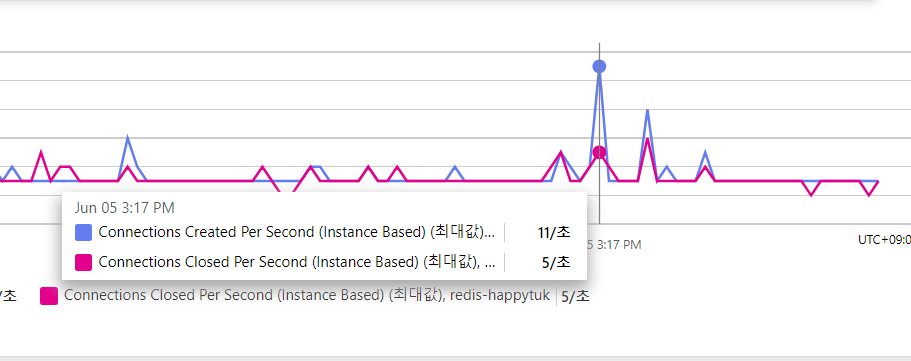 Jun 05 3:17 PM
Connections Created Per Second (Instance Based) (최대값)... 11/초
Connections Closed Per Second (Instance Based) (최대값), ... 5/초
5 3:17 PM
UTC+09:0
/초
Connections Closed Per Second (Instance Based) (최대값), redis-happytuk 5/초